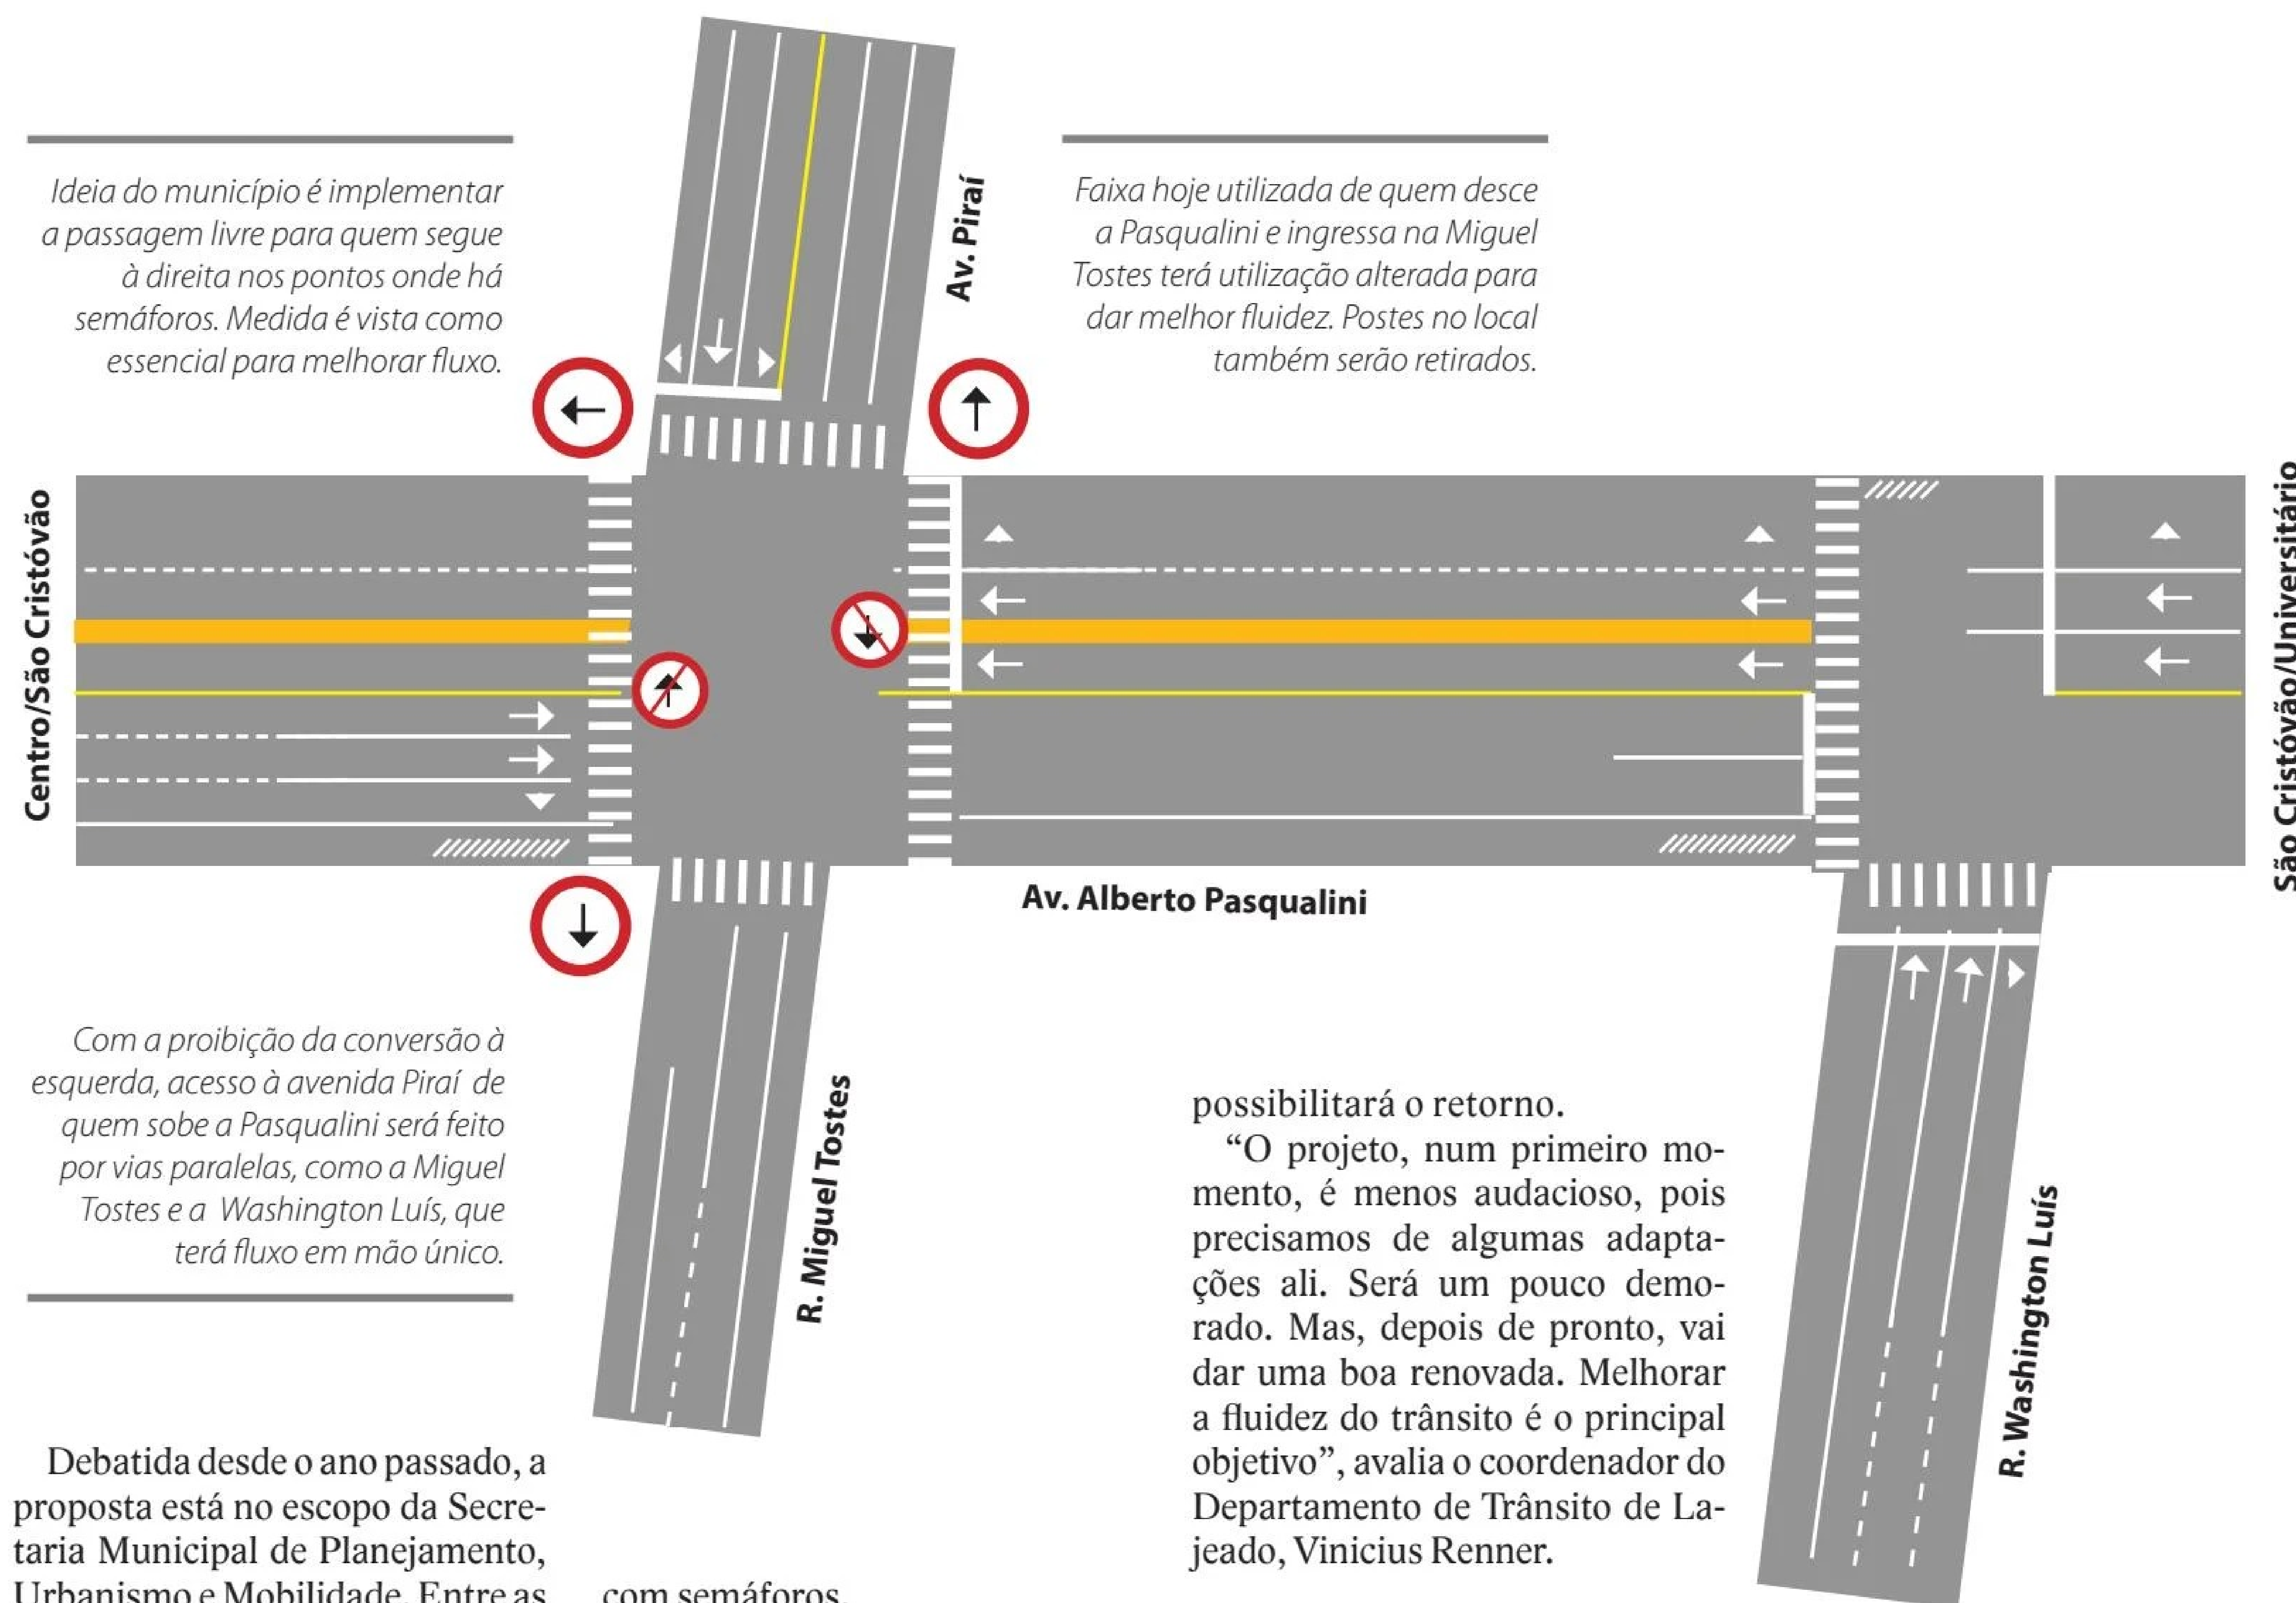 Ideia do município é implementar
a passagem livre para quem segue
à direita nos pontos onde há
semáforos. Medida é vista como
essencial para melhorar fluxo.
Av. Piraí
Faixa hoje utilizada de quem desce
a Pasqualini e ingressa na Miguel
Tostes terá utilização alterada para
dar melhor fluidez. Postes no local
também serão retirados.
Centro/São Cristóvão
São Cristóvão/Universitário
Av. Alberto Pasqualini
Com a proibição da conversão à
esquerda, acesso à avenida Piraí de
quem sobe a Pasqualini será feito
por vias paralelas, como a Miguel
Tostes e a Washington Luís, que
terá fluxo em mão único.
R. Miguel Tostes
R. Washington Luís
Debatida desde o ano passado, a
proposta está no escopo da Secre-
taria Municipal de Planejamento,
Urbanismo e Mobilidade. Entre as
com semáforos.
possibilitará o retorno.
“O projeto, num primeiro mo-
mento, é menos audacioso, pois
precisamos de algumas adapta-
ções ali. Será um pouco demo-
rado. Mas, depois de pronto, vai
dar uma boa renovada. Melhorar
a fluidez do trânsito é o principal
objetivo”, avalia o coordenador do
Departamento de Trânsito de La-
jeado, Vinicius Renner.